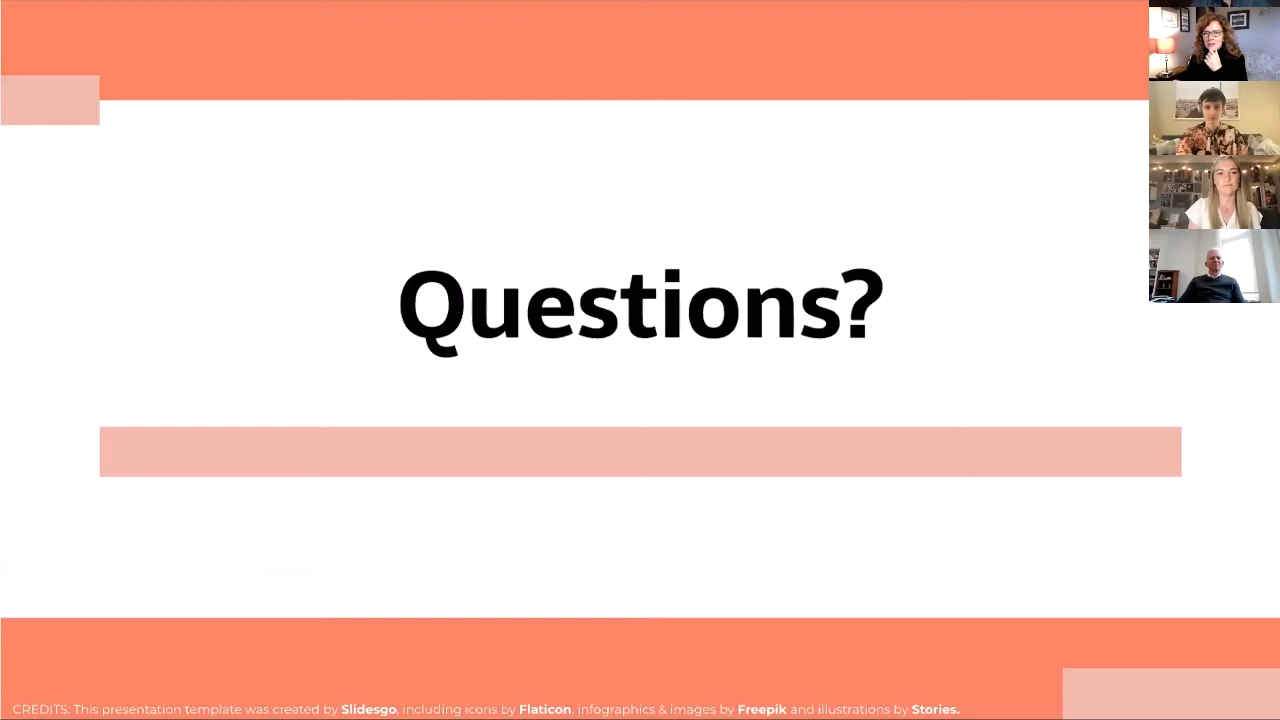 Questions?
CREDITS: This presentation template was created by Slidesgo, including icons by Flaticon, infographics & images by Freepik and illustrations by Stories.